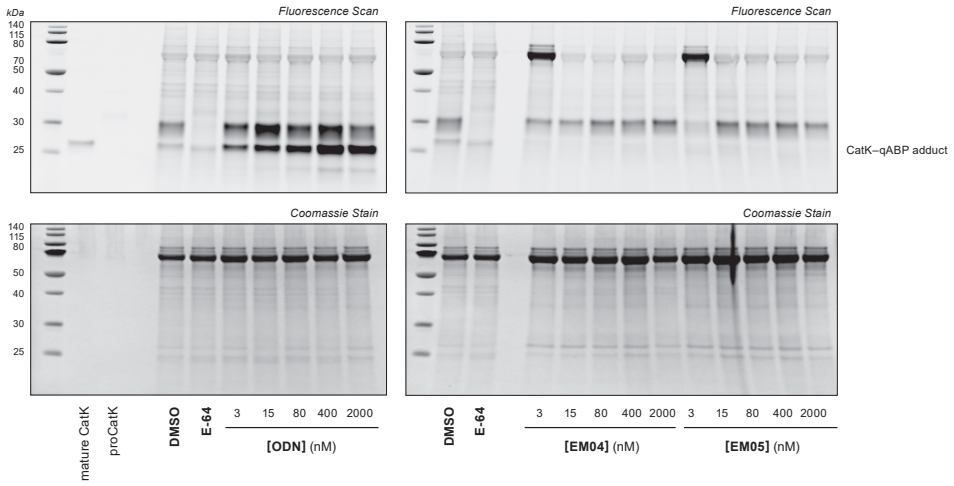 kDa
Fluorescence Scan
Fluorescence Scan
140
115
80
70
50
40
30
25
CatK–qABP adduct
Coomassie Stain
Coomassie Stain
140
115
80
50
40
30
25
mature CatK
proCatK
DMSO
E-64
3 15 80 400 2000
[ODN] (nM)
DMSO
E-64
3 15 80 400 2000
[EM04] (nM)
3 15 80 400 2000
[EM05] (nM)